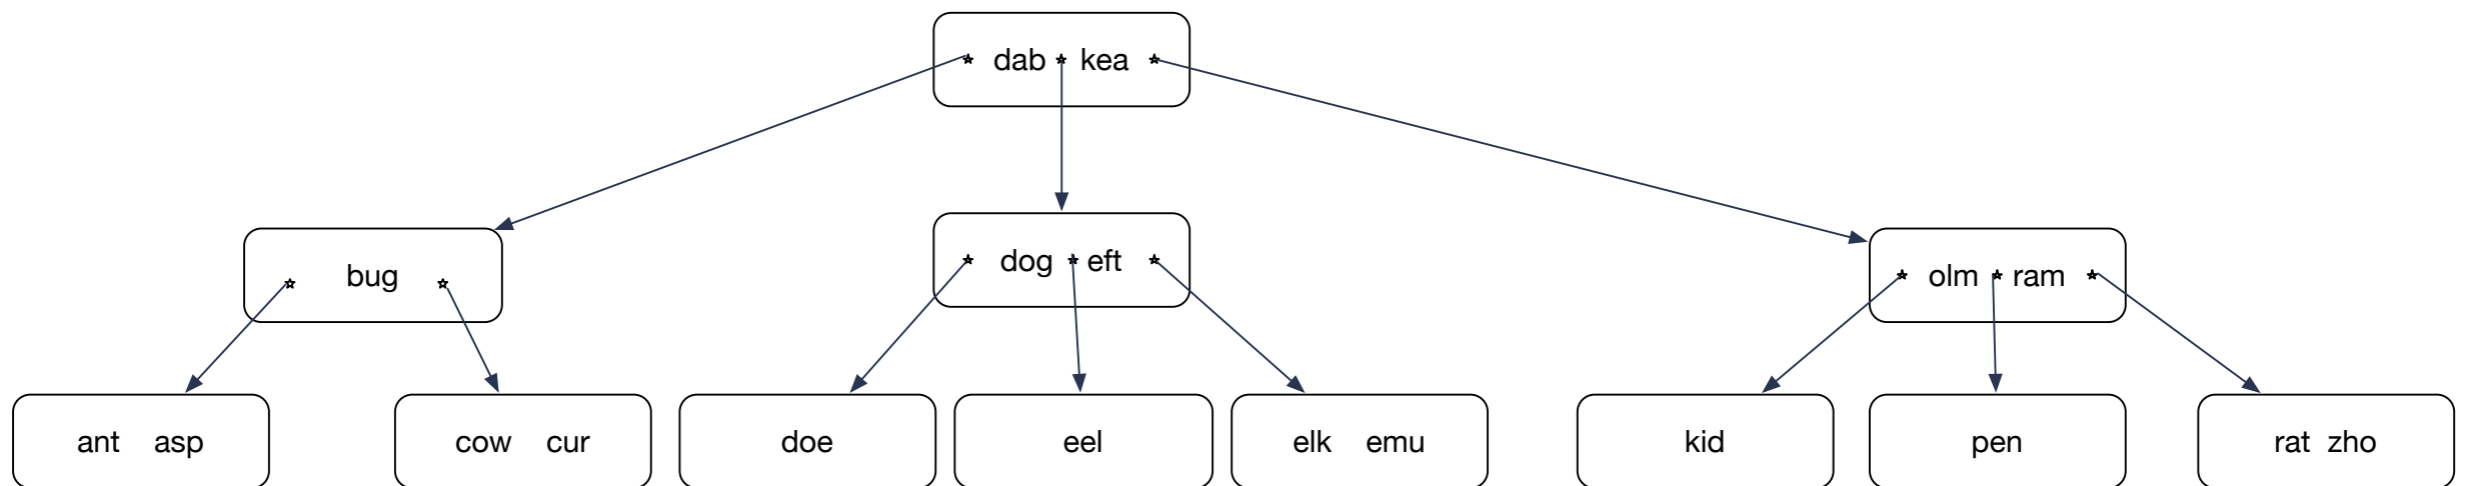 dab kea
bug
dog eft
olm ram
ant asp
cow cur
doe
eel
elk emu
kid
pen
rat zho